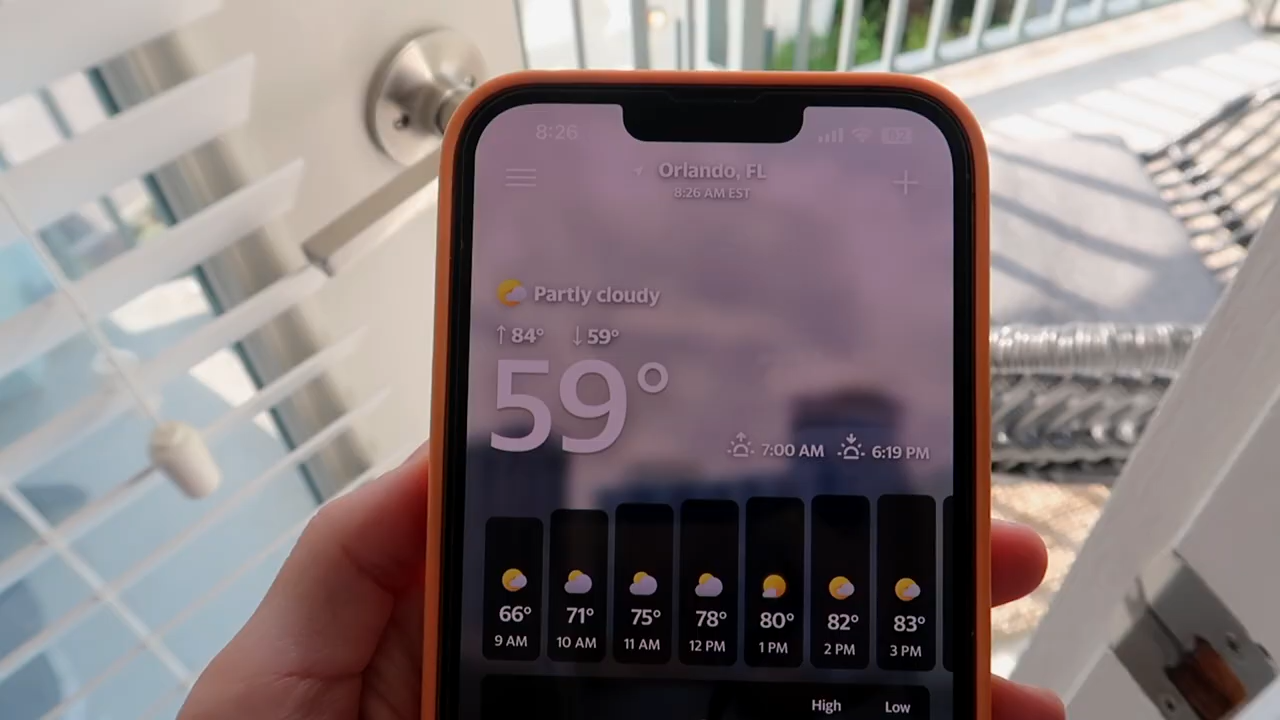 8:26
82
Orlando, FL
8:26 AM EST
Partly cloudy
↑84° ↓59°
59°
7:00 AM 6:19 PM
66° 71° 75° 78° 80° 82° 83°
9 AM 10 AM 11 AM 12 PM 1 PM 2 PM 3 PM
High Low